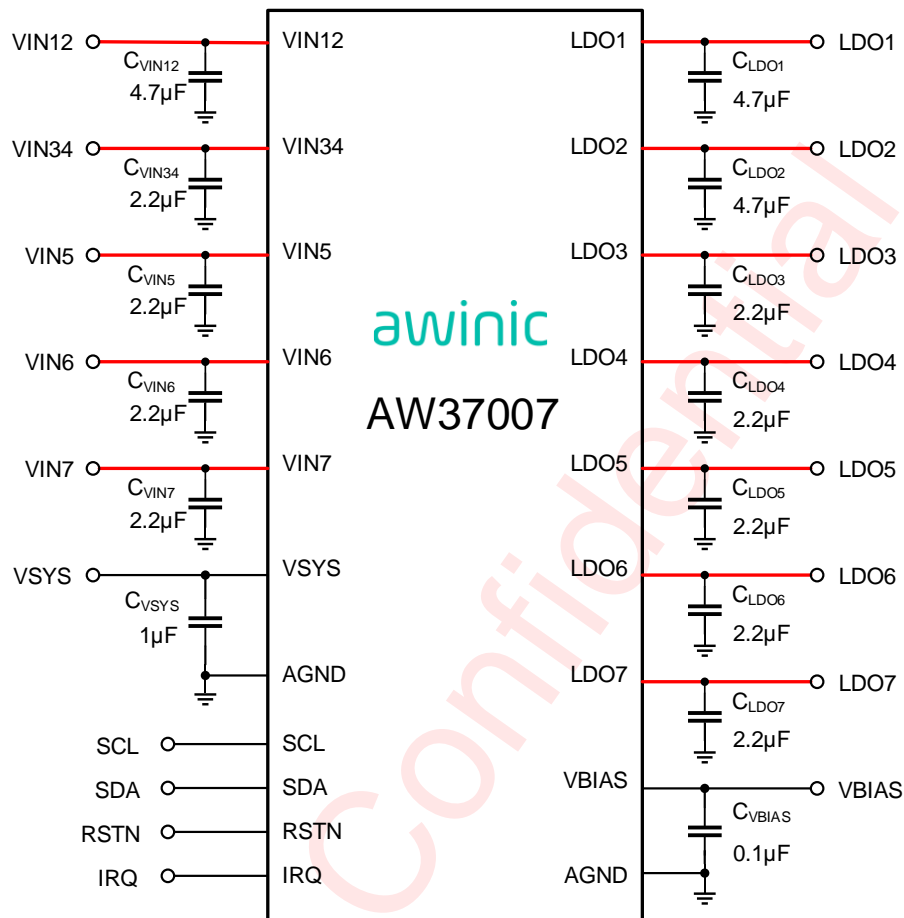 VIN12
VIN12
LDO1
LDO1
CVIN12
4.7µF
CLDO1
4.7µF
VIN34
VIN34
LDO2
LDO2
CVIN34
2.2µF
CLDO2
4.7µF
VIN5
VIN5
LDO3
LDO3
CVIN5
2.2µF
CLDO3
2.2µF
awinic
AW37007
VIN6
VIN6
LDO4
LDO4
CVIN6
2.2µF
CLDO4
2.2µF
VIN7
VIN7
LDO5
LDO5
CVIN7
2.2µF
CLDO5
2.2µF
VSYS
VSYS
LDO6
LDO6
CVSYS
1µF
CLDO6
2.2µF
AGND
LDO7
LDO7
CLDO7
2.2µF
SCL
SCL
SDA
SDA
VBIAS
VBIAS
CVBIAS
0.1µF
RSTN
RSTN
IRQ
IRQ
AGND
Confidential